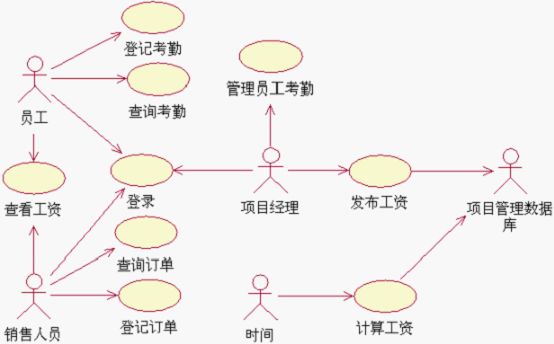 登记考勤
管理员工考勤
员工
查询考勤
查看工资
登录
项目经理
发布工资
项目管理数据
库
查询订单
销售人员
登记订单
时间
计算工资